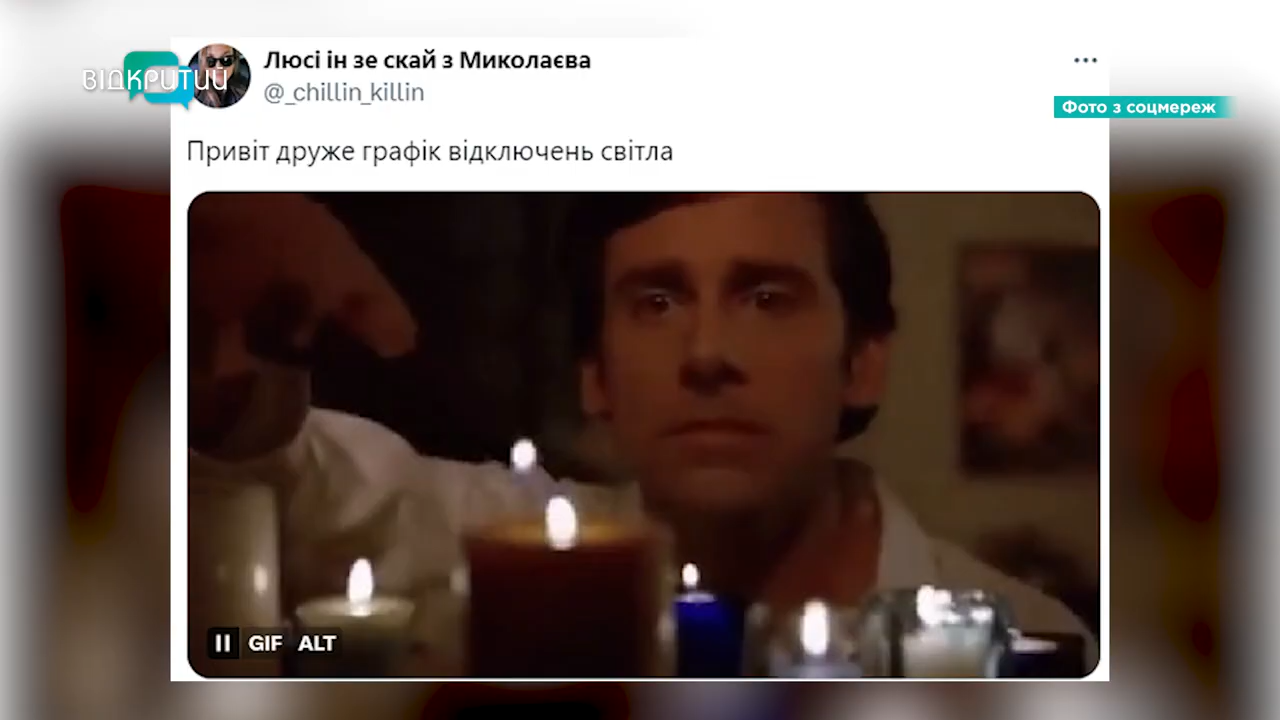 Люсі ін зе скай з Миколаєва
ВІДКРИТИЙ
@_chillin_killin
Фото з соцмереж
Привіт друже графік відключень світла
GIF ALT